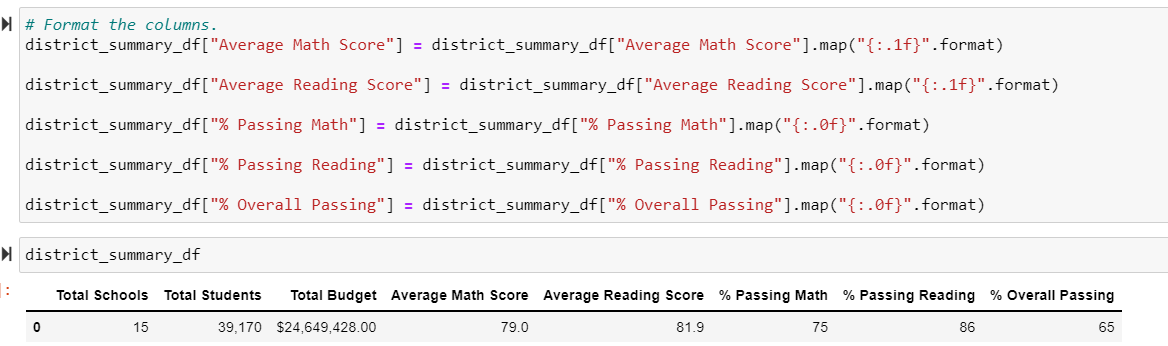 # Format the columns.
district_summary_df["Average Math Score"] = district_summary_df["Average Math Score"].map("{:.1f}".format)
district_summary_df["Average Reading Score"] = district_summary_df["Average Reading Score"].map("{:.1f}".format)
district_summary_df["% Passing Math"] = district_summary_df["% Passing Math"].map("{:.0f}".format)
district_summary_df["% Passing Reading"] = district_summary_df["% Passing Reading"].map("{:.0f}".format)
district_summary_df["% Overall Passing"] = district_summary_df["% Overall Passing"].map("{:.0f}".format)
district_summary_df
]:
Total Schools Total Students Total Budget Average Math Score Average Reading Score % Passing Math % Passing Reading % Overall Passing
0 15 39,170 $24,649,428.00 79.0 81.9 75 86 65